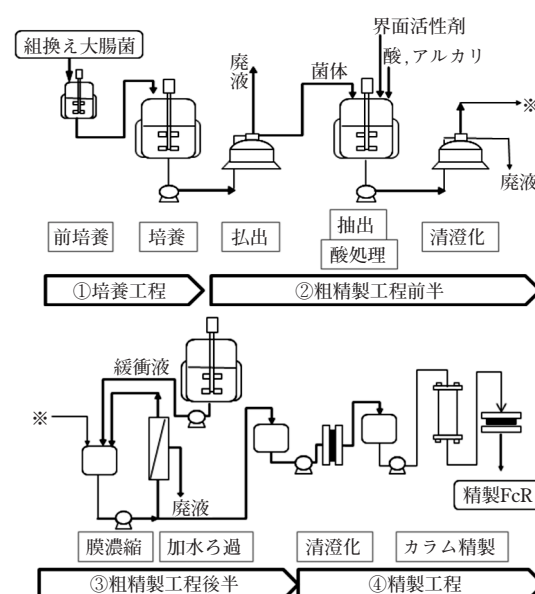 組換え大腸菌
廃液
菌体
界面活性剤
酸,アルカリ
※
廃液
前培養
培養
払出
抽出
酸処理
清澄化
①培養工程
②粗精製工程前半
緩衝液
※
廃液
精製FcR
膜濃縮
加水ろ過
清澄化
カラム精製
③粗精製工程後半
④精製工程